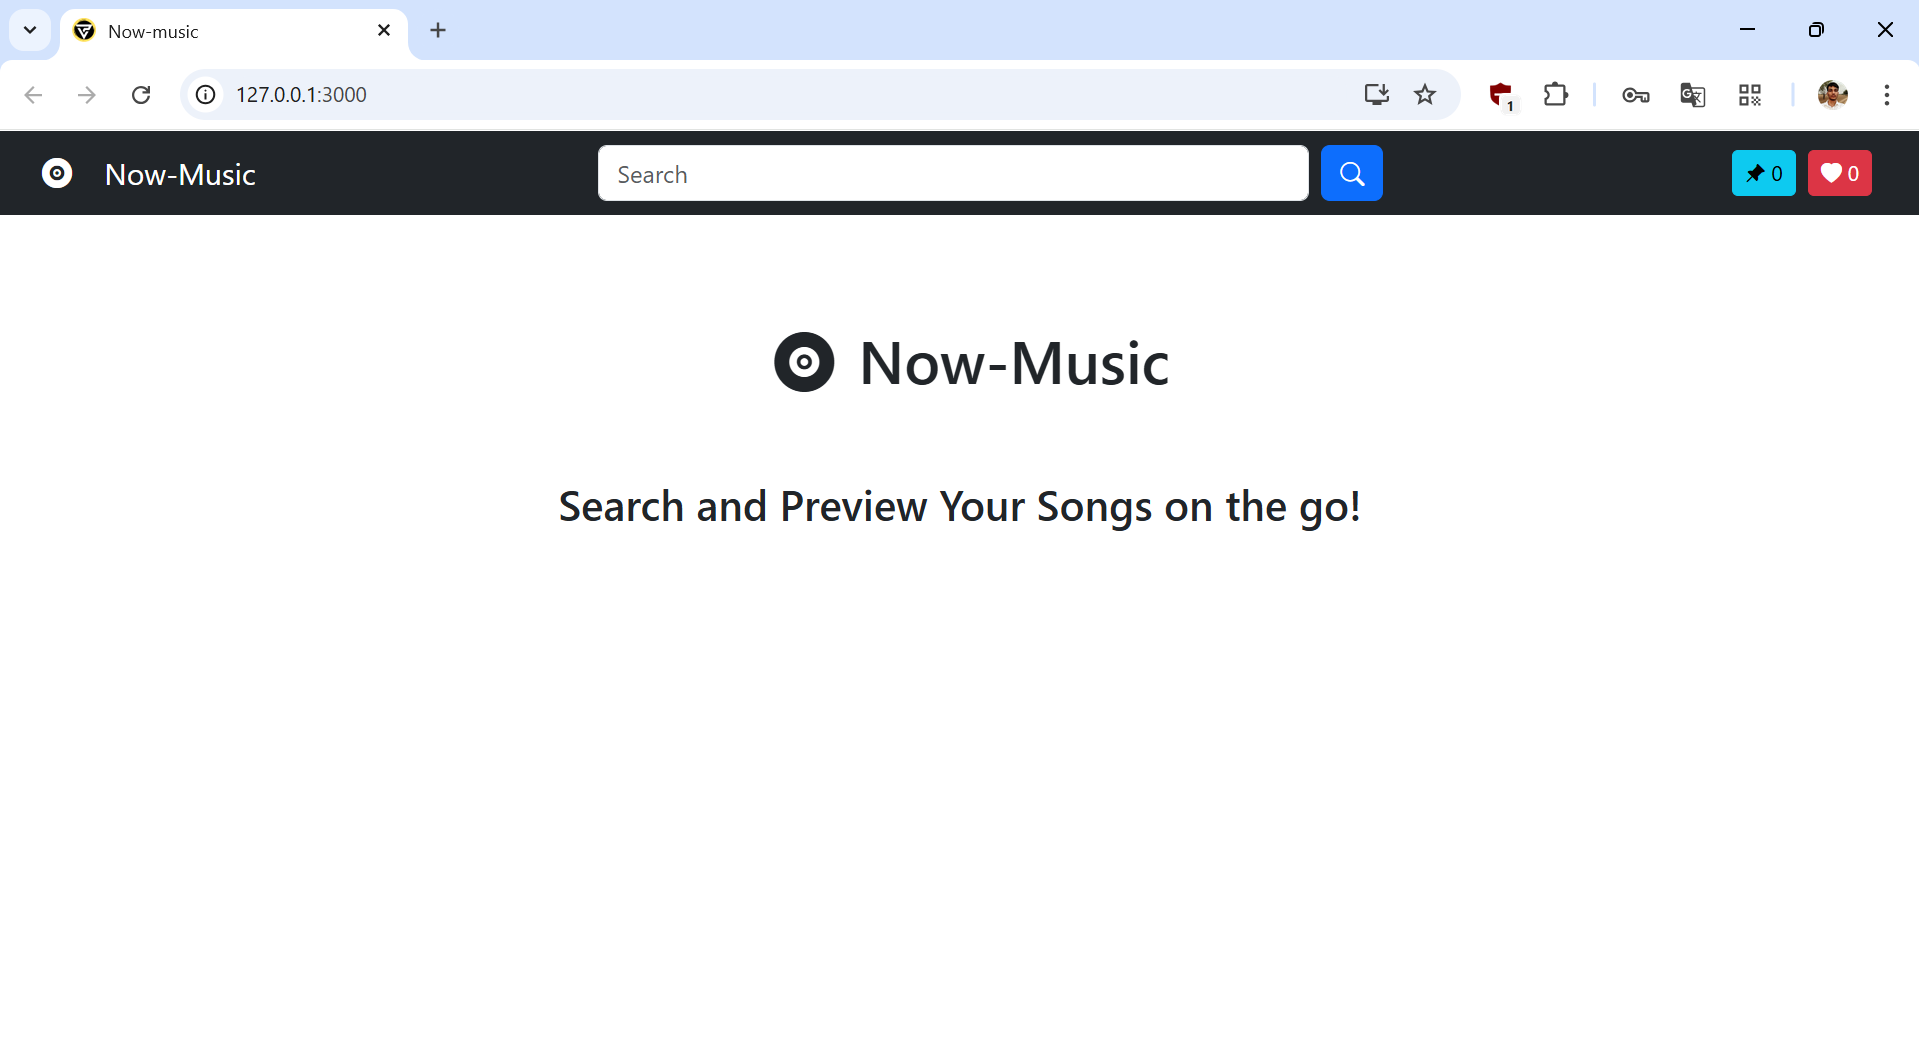 Now-music
127.0.0.1:3000
1
Now-Music
Search
0
0
Now-Music
Search and Preview Your Songs on the go!